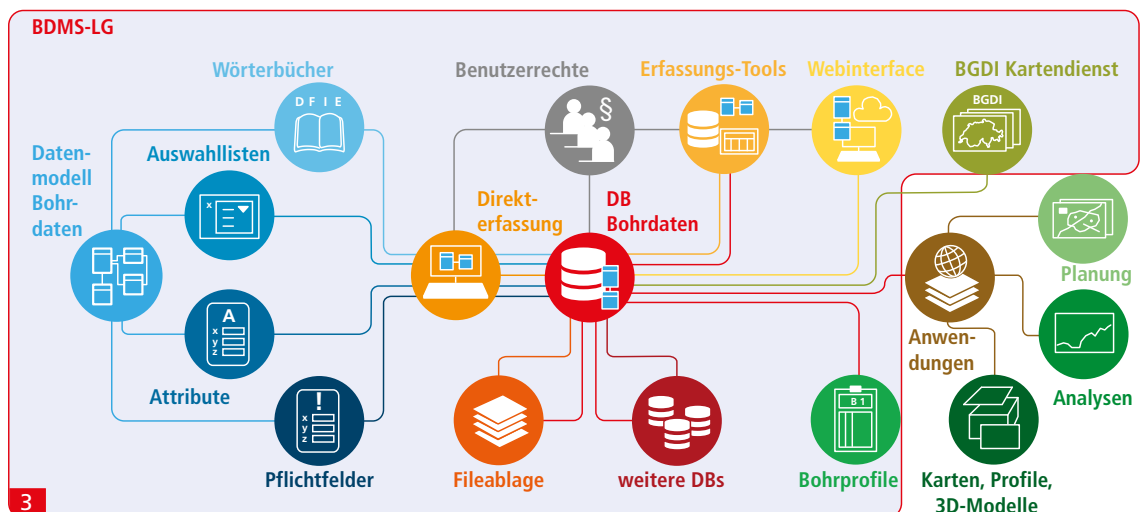 BDMS-LG
Wörterbücher
Benutzerrechte
Erfassungs-Tools
Webinterface
BGDI Kartendienst
D F I E
§
BGDI
Daten-
modell
Bohr-
daten
Auswahllisten
x
Direkt-
erfassung
DB
Bohrdaten
Planung
A
x
y
z
Anwen-
dungen
Attribute
Analysen
!
x
y
z
B 1
Pflichtfelder
Fileablage
weitere DBs
Bohrprofile
Karten, Profile,
3D-Modelle
3